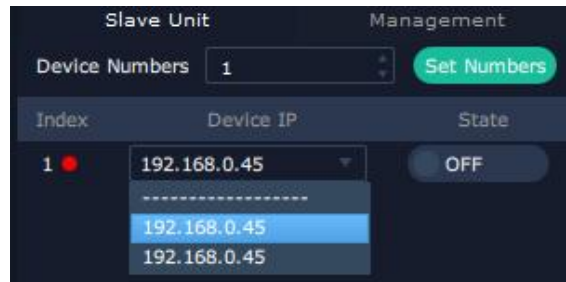 Slave Unit Management
Device Numbers 1 Set Numbers
Index Device IP State
1 192.168.0.45 OFF
------------------
192.168.0.45
192.168.0.45